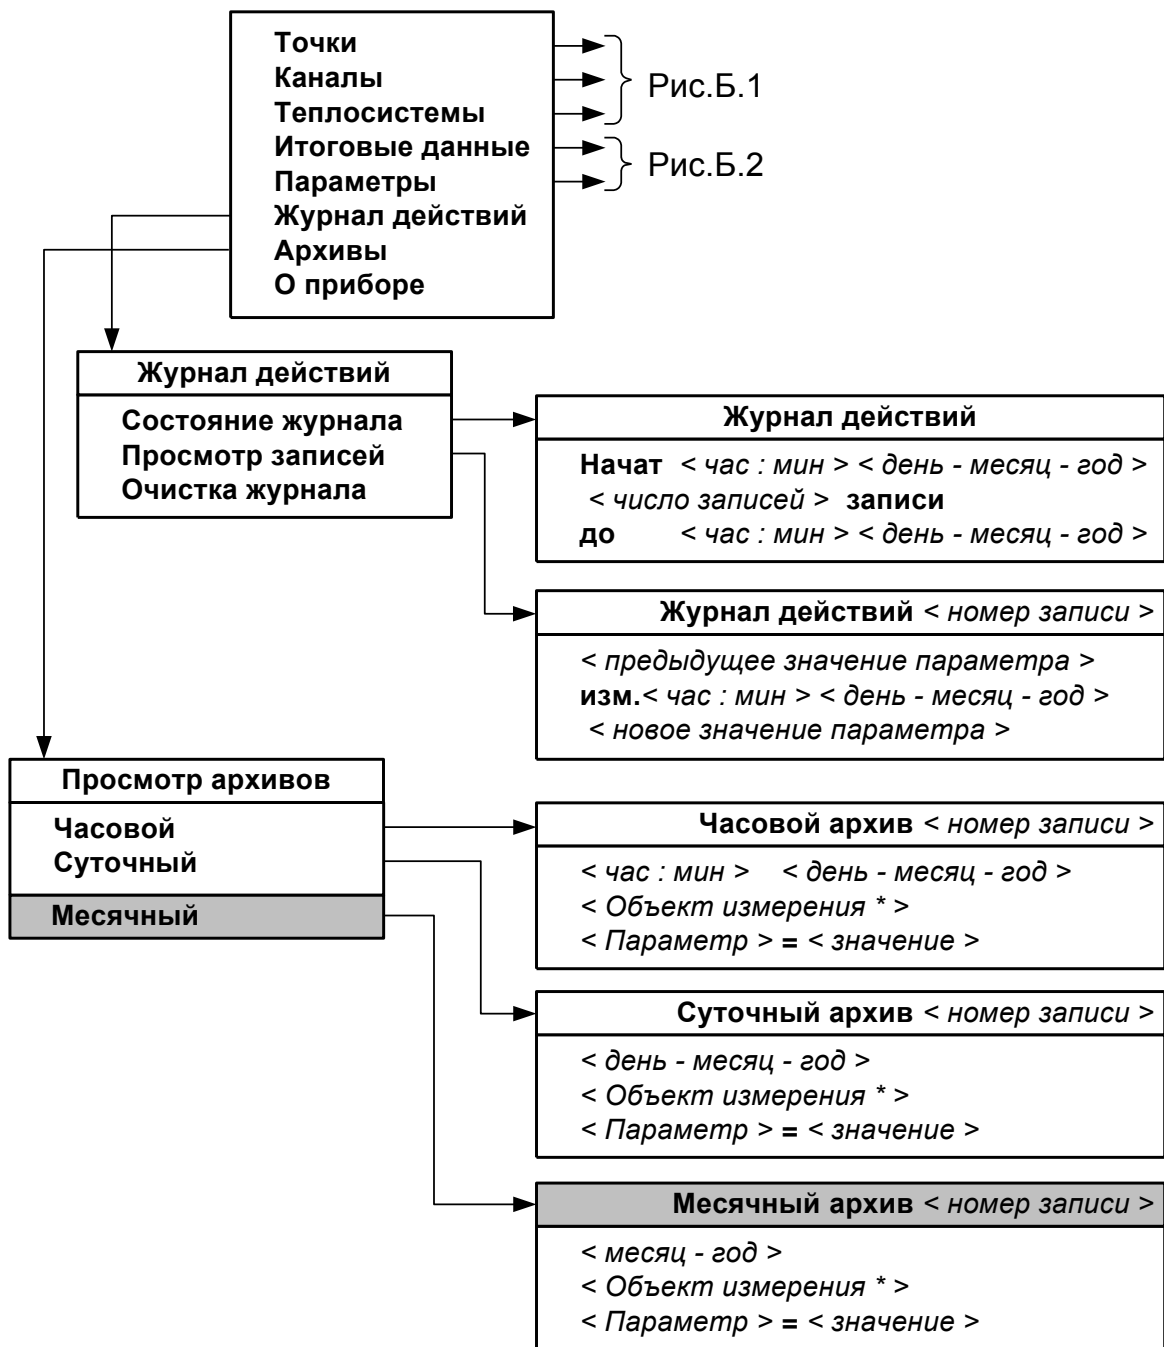 Точки
Каналы
Теплосистемы
Рис.Б.1
Итоговые данные
Параметры
Рис.Б.2
Журнал действий
Архивы
О приборе
Журнал действий
Состояние журнала
Просмотр записей
Очистка журнала
Журнал действий
Начат < час : мин > < день - месяц - год >
< число записей > записи
до < час : мин > < день - месяц - год >
Журнал действий < номер записи >
< предыдущее значение параметра >
изм.< час : мин > < день - месяц - год >
< новое значение параметра >
Просмотр архивов
Часовой
Суточный
Месячный
Часовой архив < номер записи >
< час : мин > < день - месяц - год >
< Объект измерения * >
< Параметр > = < значение >
Суточный архив < номер записи >
< день - месяц - год >
< Объект измерения * >
< Параметр > = < значение >
Месячный архив < номер записи >
< месяц - год >
< Объект измерения * >
< Параметр > = < значение >